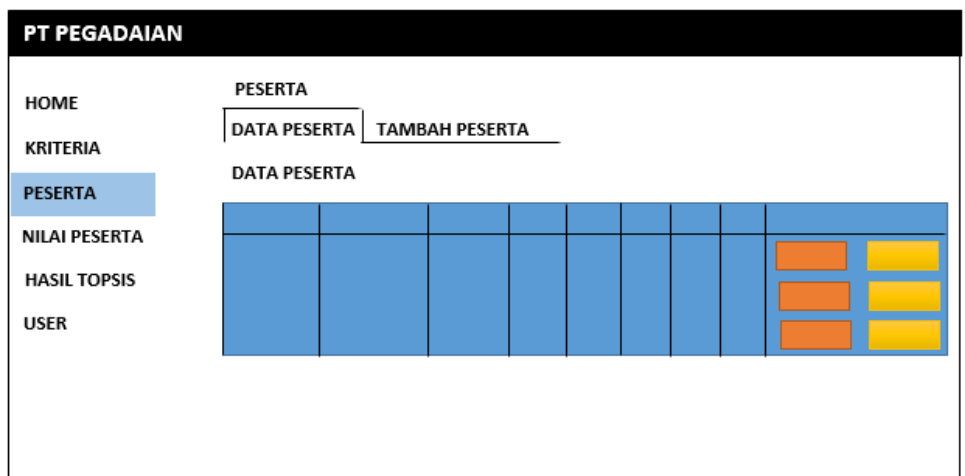 PT PEGADAIAN
HOME
KRITERIA
PESERTA
NILAI PESERTA
HASIL TOPSIS
USER
PESERTA
DATA PESERTA
TAMBAH PESERTA
DATA PESERTA